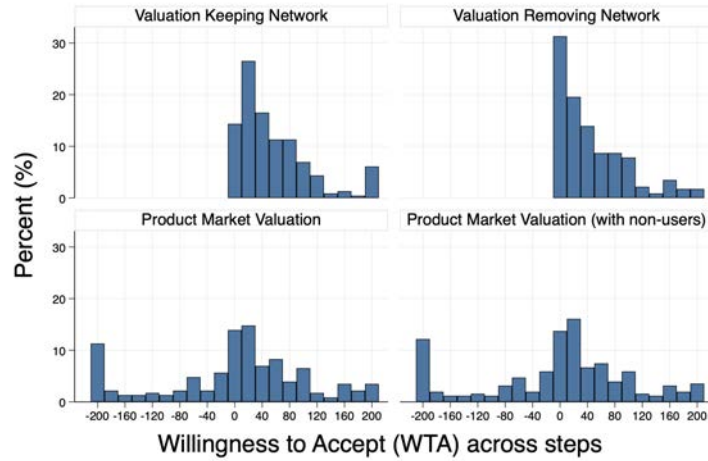 Valuation Keeping Network
Valuation Removing Network
30
20
10
0
Product Market Valuation
Product Market Valuation (with non-users)
30
20
10
0
-200 -160 -120 -80 -40 0 40 80 120 160 200
-200 -160 -120 -80 -40 0 40 80 120 160 200
Percent (%)
Willingness to Accept (WTA) across steps